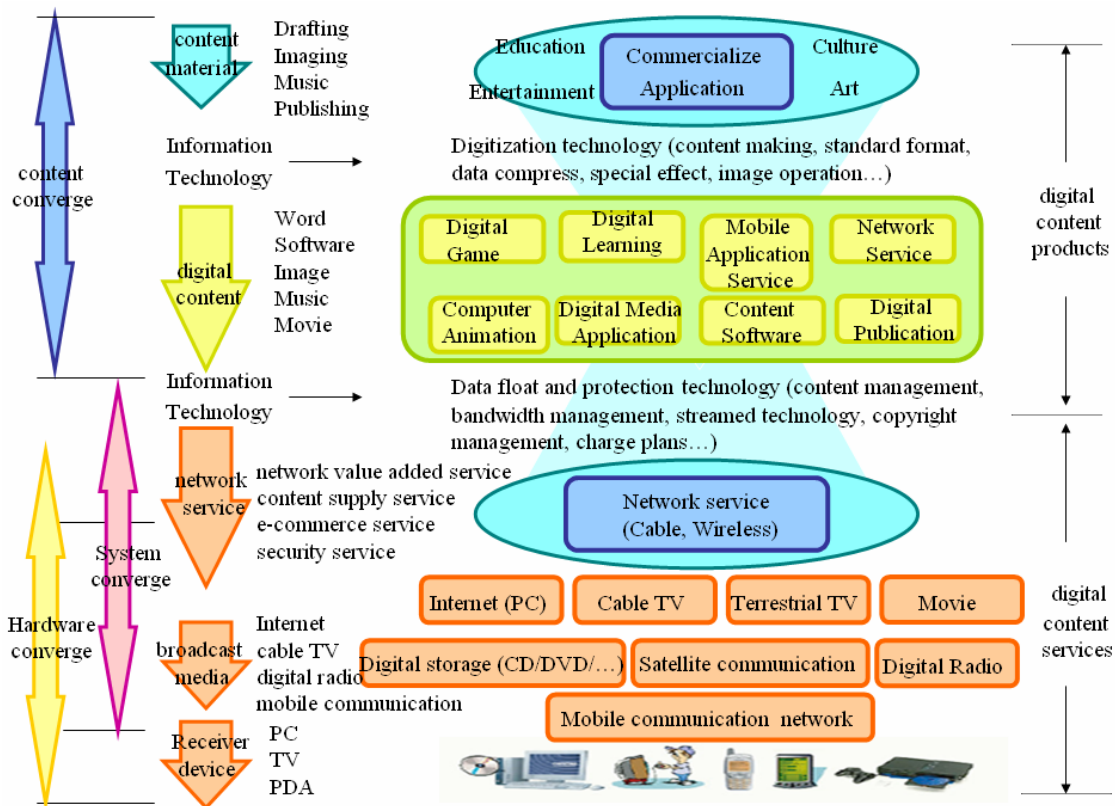 content
material
Drafting
Imaging
Music
Publishing
Education
Entertainment
Commercialize
Application
Culture
Art
content
converge
Information
Technology
Digitization technology (content making, standard format,
data compress, special effect, image operation…)
digital
content
products
digital
content
Word
Software
Image
Music
Movie
Digital
Game
Digital
Learning
Mobile
Application
Service
Network
Service
Computer
Animation
Digital Media
Application
Content
Software
Digital
Publication
Information
Technology
Data float and protection technology (content management,
bandwidth management, streamed technology, copyright
management, charge plans…)
network
service
network value added service
content supply service
e-commerce service
security service
Network service
(Cable, Wireless)
System
converge
Hardware
converge
Internet (PC)
Cable TV
Terrestrial TV
Movie
digital
content
services
broadcast
media
Internet
cable TV
digital radio
mobile communication
Digital storage (CD/DVD/…)
Satellite communication
Digital Radio
Mobile communication network
Receiver
device
PC
TV
PDA